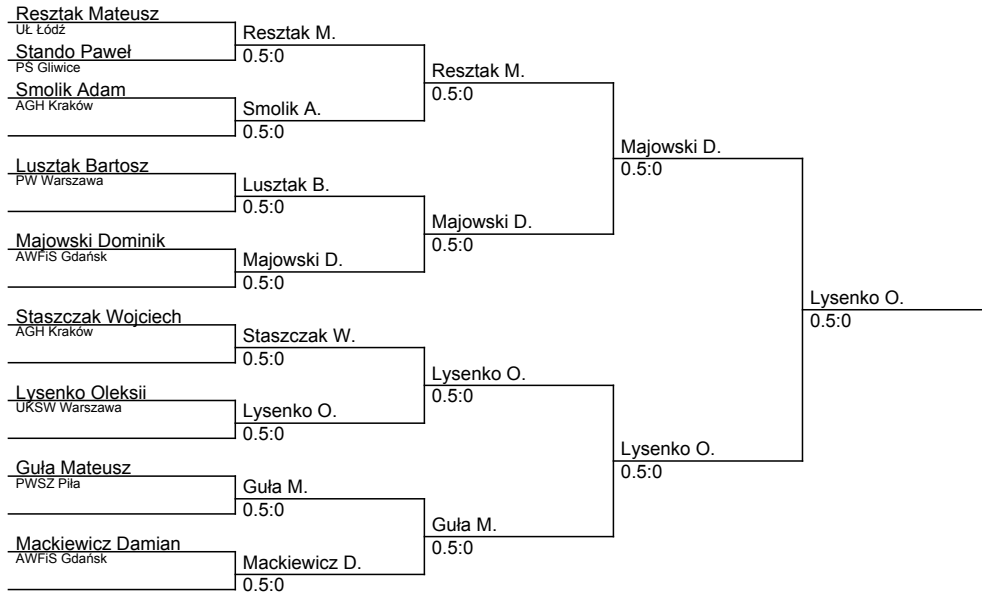 Resztak Mateusz
UŁ Łódź
Stando Paweł
PŚ Gliwice
Smolik Adam
AGH Kraków
Lusztak Bartosz
PW Warszawa
Majowski Dominik
AWFiS Gdańsk
Staszczak Wojciech
AGH Kraków
Lysenko Oleksii
UKSW Warszawa
Guła Mateusz
PWSZ Piła
Mackiewicz Damian
AWFiS Gdańsk
Resztak M.
0.5:0
Smolik A.
0.5:0
Lusztak B.
0.5:0
Majowski D.
0.5:0
Staszczak W.
0.5:0
Lysenko O.
0.5:0
Guła M.
0.5:0
Mackiewicz D.
0.5:0
Resztak M.
0.5:0
Majowski D.
0.5:0
Lysenko O.
0.5:0
Guła M.
0.5:0
Majowski D.
0.5:0
Lysenko O.
0.5:0
Lysenko O.
0.5:0